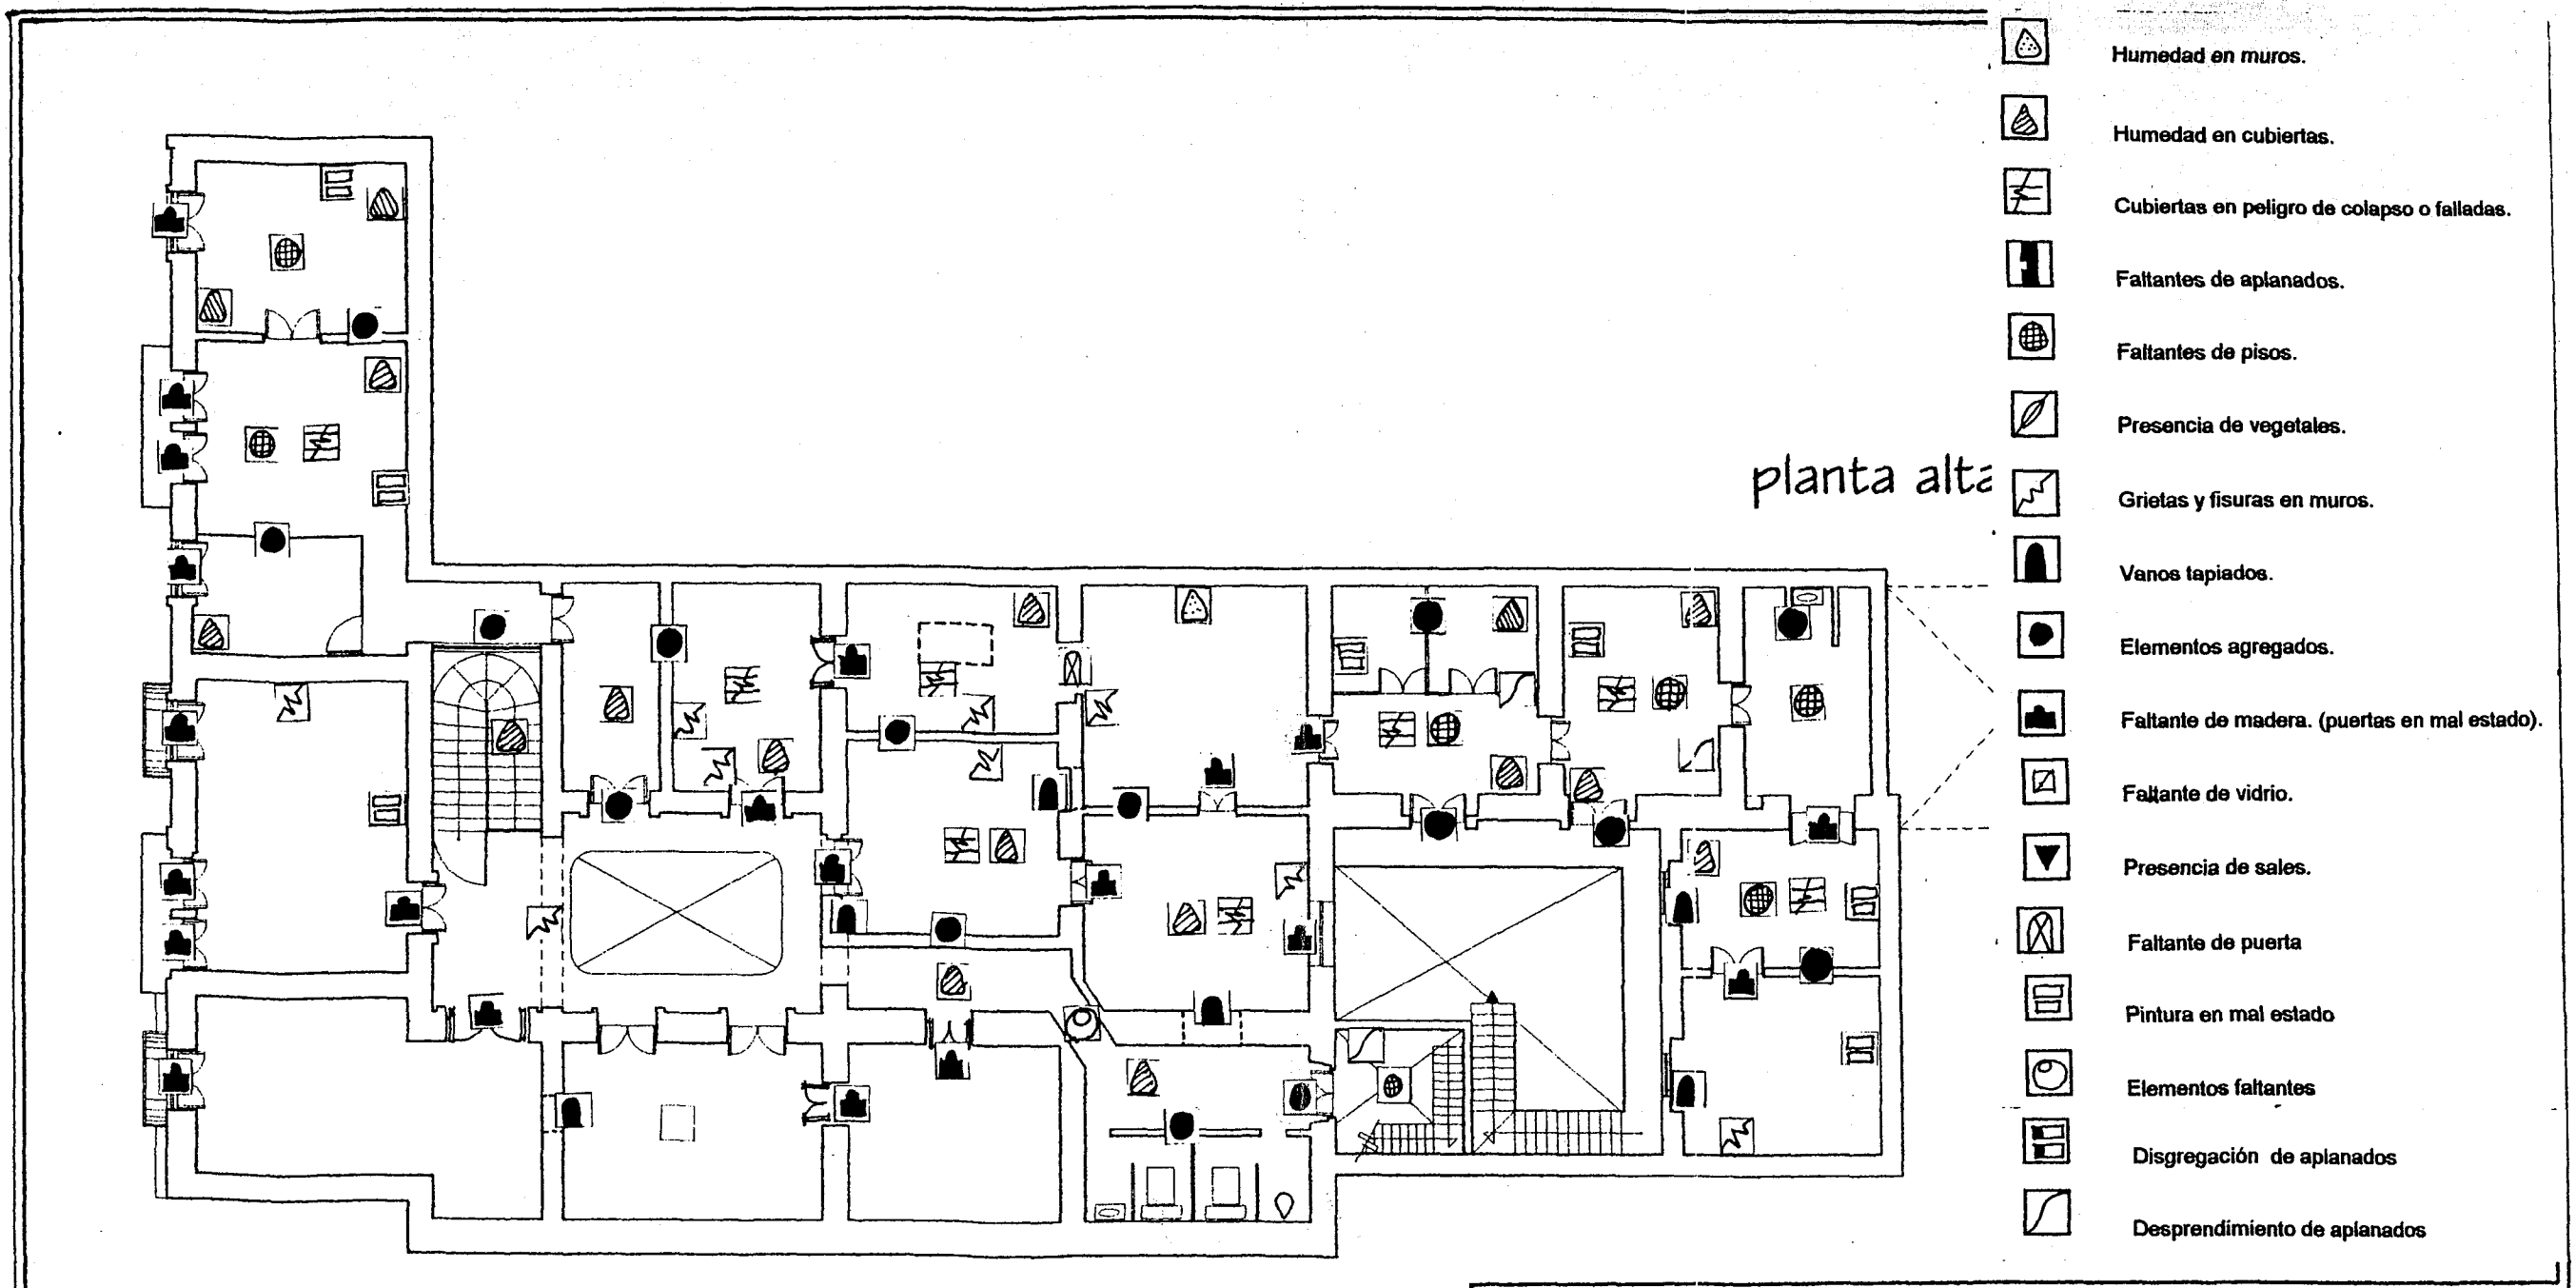 Humedad en muros.
Humedad en cubiertas.
Cubiertas en peligro de colapso o falladas.
Faltantes de aplanados.
Faltantes de pisos.
Presencia de vegetales.
planta alta
Grietas y fisuras en muros.
Vanos tapiados.
Elementos agregados.
Faltante de madera. (puertas en mal estado).
Faltante de vidrio.
Presencia de sales.
Faltante de puerta
Pintura en mal estado
Elementos faltantes
Disgregación de aplanados
Desprendimiento de aplanados